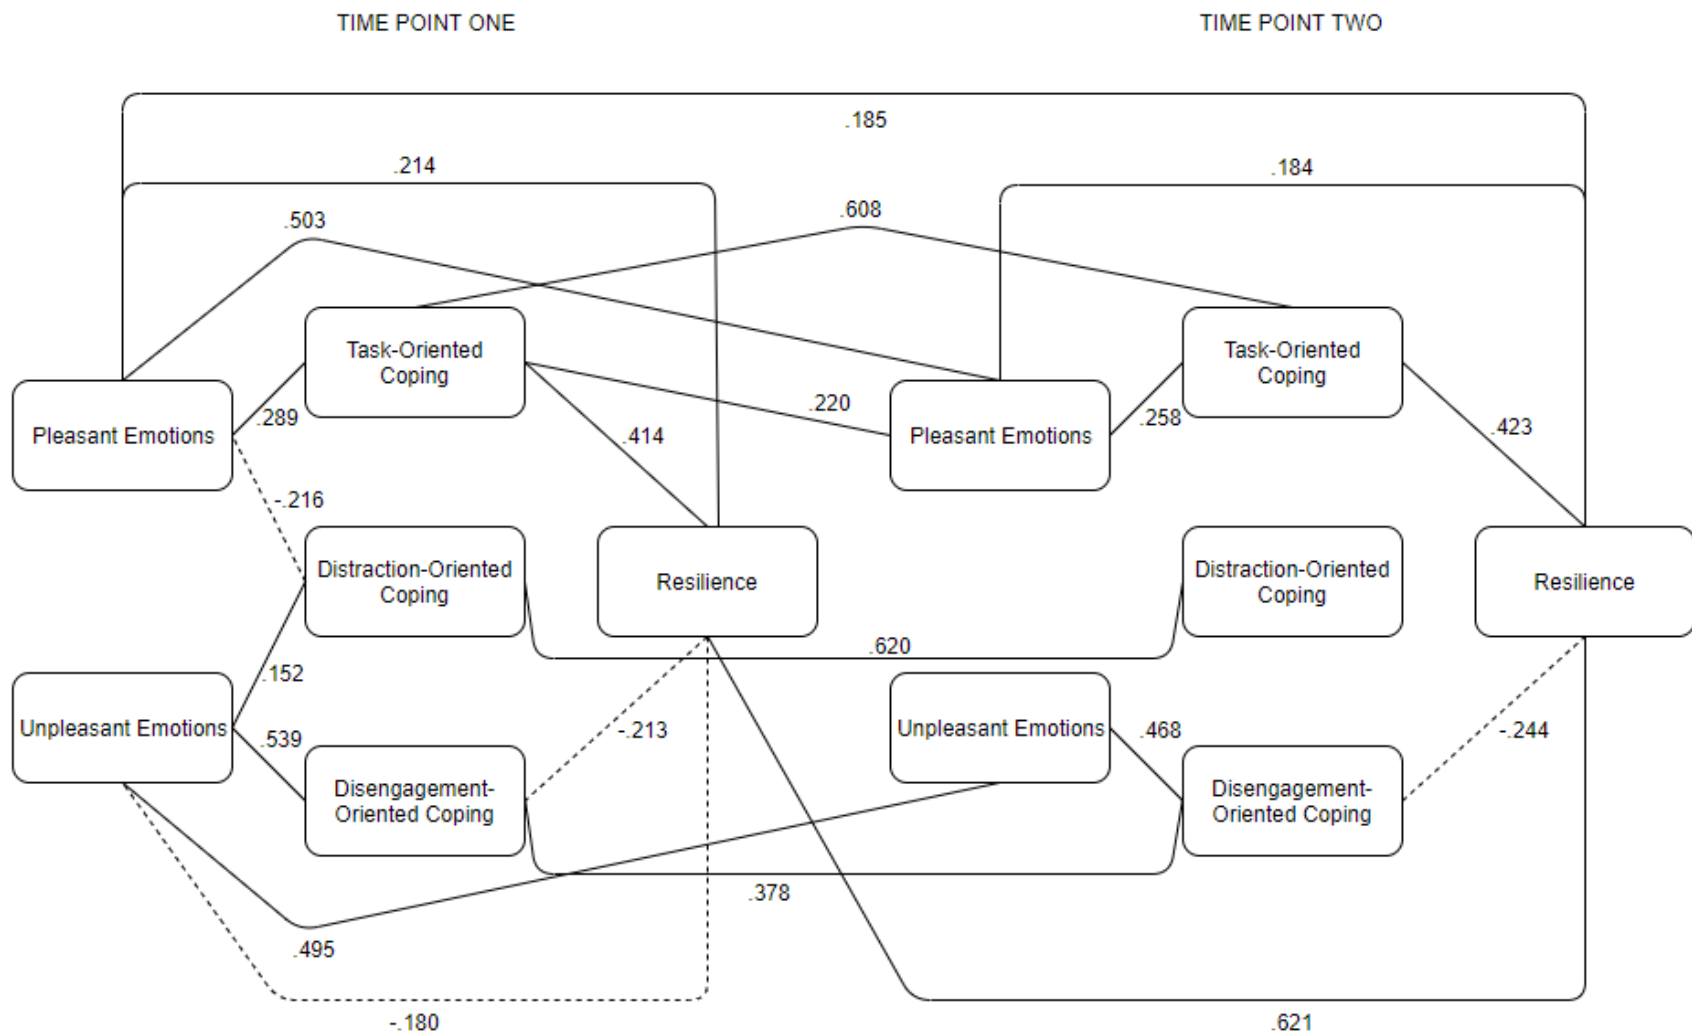 TIME POINT ONE
TIME POINT TWO
.185
.214
.184
.503
.608
Task-Oriented
Coping
Task-Oriented
Coping
.289
.220
.258
.414
.423
Pleasant Emotions
Pleasant Emotions
-.216
Distraction-Oriented
Coping
Resilience
Distraction-Oriented
Coping
Resilience
.620
.152
Unpleasant Emotions
Unpleasant Emotions
.539
-.213
.468
-.244
Disengagement-
Oriented Coping
Disengagement-
Oriented Coping
.378
.495
-.180
.621